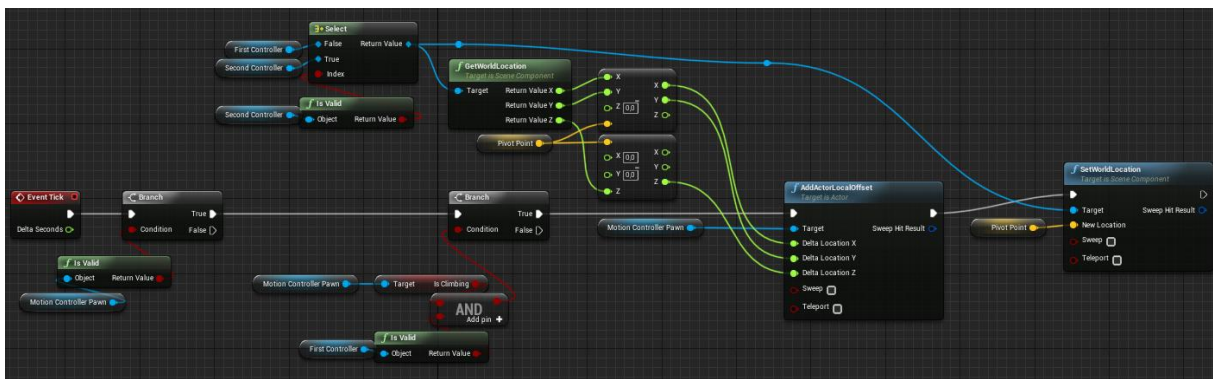 Select
First Controller
False
Return Value
Second Controller
True
Index
f Is Valid
Second Controller
Object
Return Value
f GetWorldLocation
Target is Scene Component
Target
Return Value X
Return Value Y
Return Value Z
Pivot Point
X
X
Y
Y
Z 0,0
Z
X 0,0
X
Y 0,0
Y
Z
Z
Event Tick
Delta Seconds
Branch
True
Condition
False
f Is Valid
Object
Return Value
Motion Controller Pawn
Branch
True
Condition
False
Motion Controller Pawn
Target
Is Climbing
AND
Add pin +
f Is Valid
First Controller
Object
Return Value
f AddActorLocalOffset
Target is Actor
Motion Controller Pawn
Target
Sweep Hit Result
Delta Location X
Delta Location Y
Delta Location Z
Sweep
Teleport
f SetWorldLocation
Target is Scene Component
Target
Sweep Hit Result
Pivot Point
New Location
Sweep
Teleport